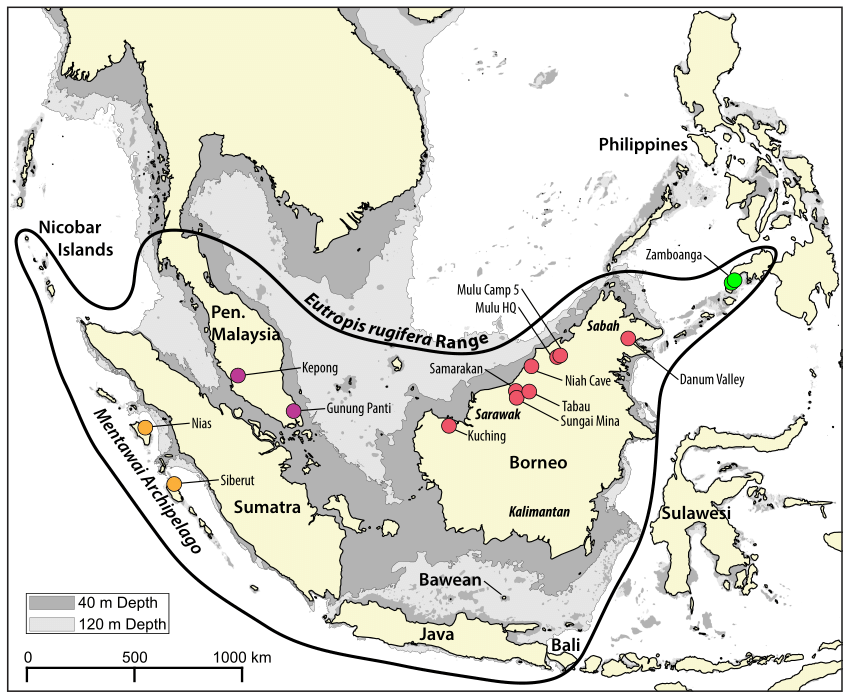 Philippines
Nicobar
Islands
Zamboanga
Mulu Camp 5
Mulu HQ
Eutropis rugifera Range
Pen.
Malaysia
Sabah
Kepong
Samarakan
Niah Cave
Danum Valley
Gunung Panti
Tabau
Sarawak
Sungai Mina
Nias
Kuching
Mentawai Archipelago
Borneo
Siberut
Sumatra
Kalimantan
Sulawesi
Bawean
40 m Depth
120 m Depth
Java
Bali
0 500 1000 km